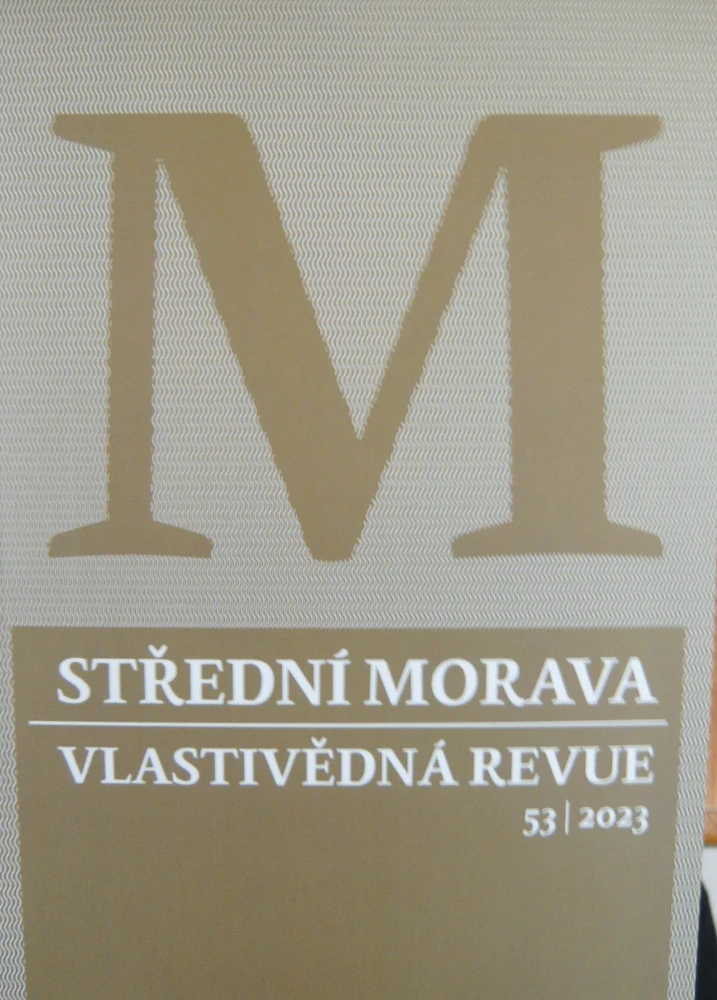 M
STŘEDNÍ MORAVA
VLASTIVĚDNÁ REVUE
53 | 2023